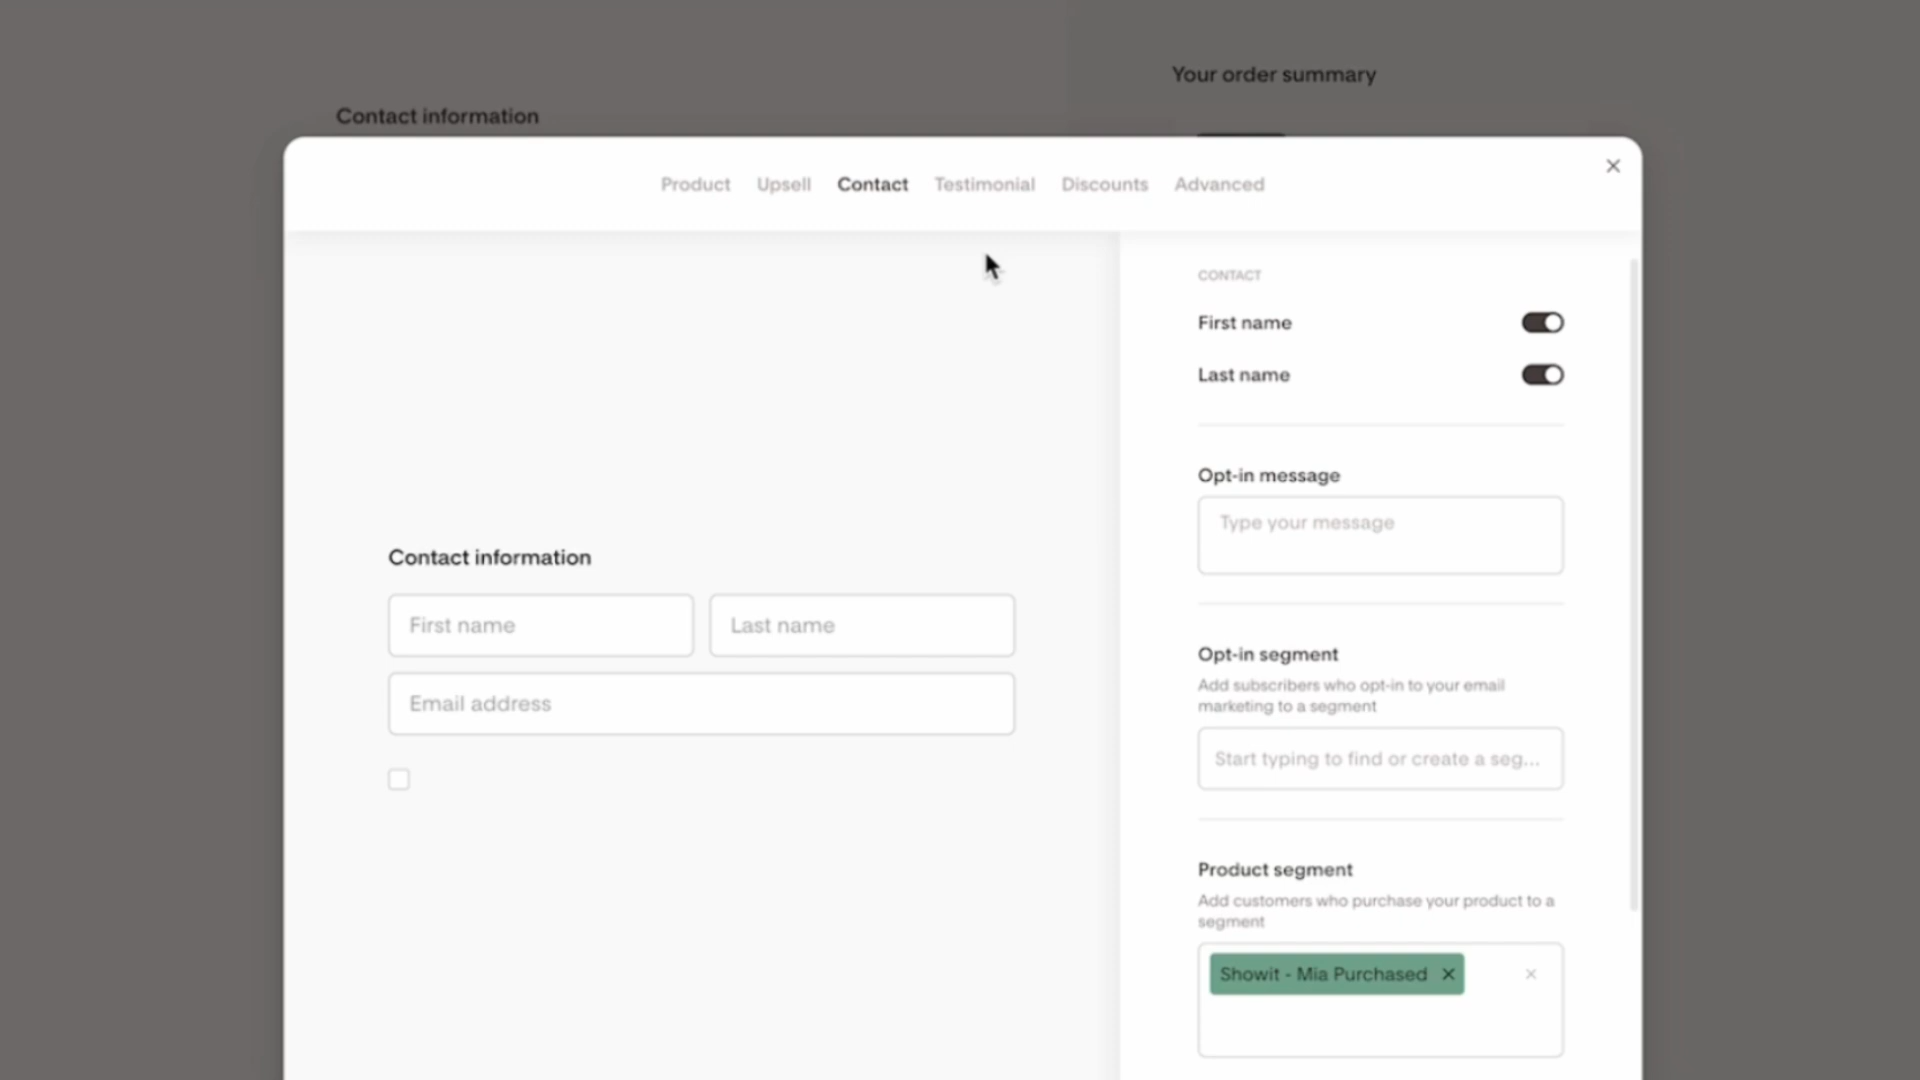 Your order summary
Contact information
Product Upsell Contact Testimonial Discounts Advanced
CONTACT
First name
Last name
Opt-in message
Type your message
Contact information
First name Last name
Email address
Opt-in segment
Add subscribers who opt-in to your email
marketing to a segment
Start typing to find or create a seg...
Product segment
Add customers who purchase your product to a
segment
Showit - Mia Purchased